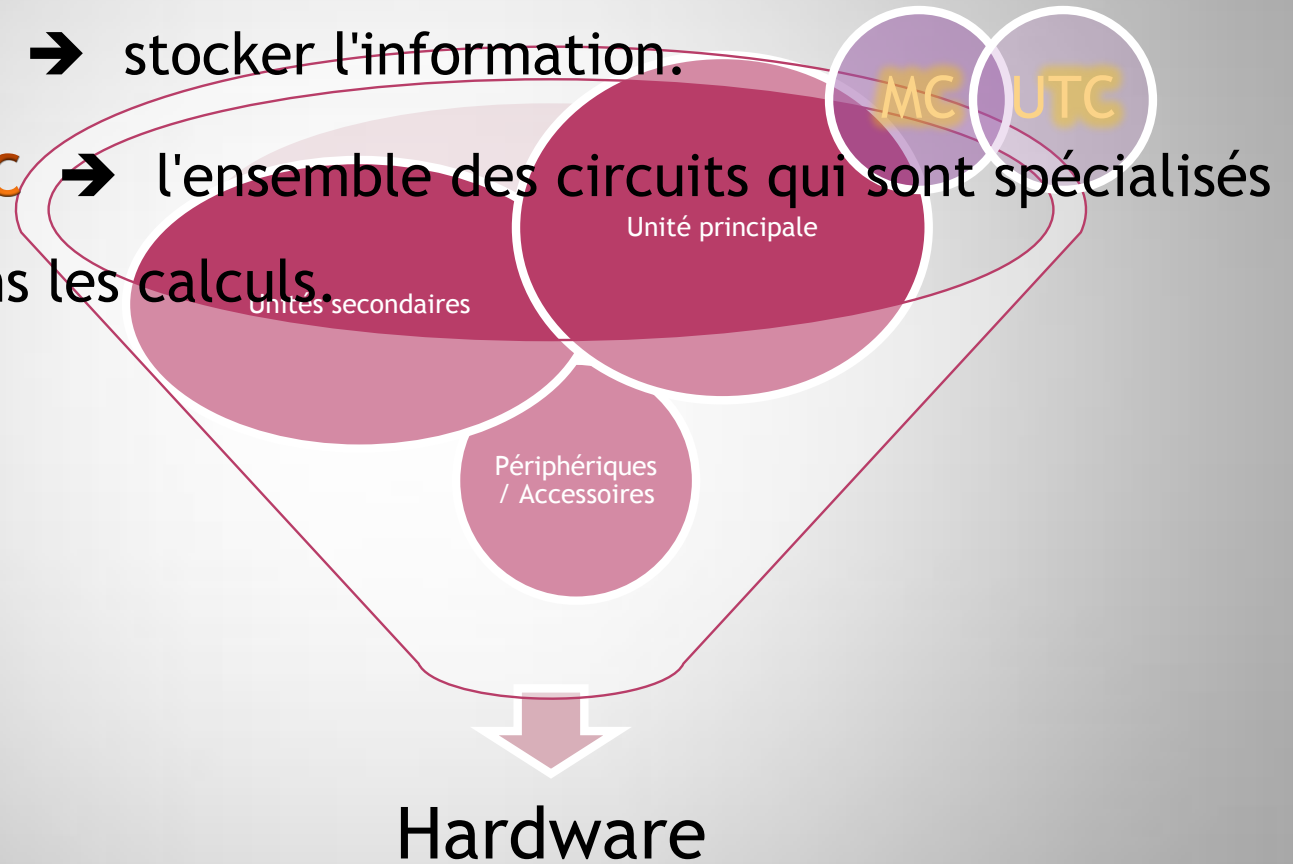 ➔ stocker l'information.
MC UTC
C ➔ l'ensemble des circuits qui sont spécialisés
Unité principale
s les calculs.
Unités secondaires
Périphériques
/ Accessoires
Hardware